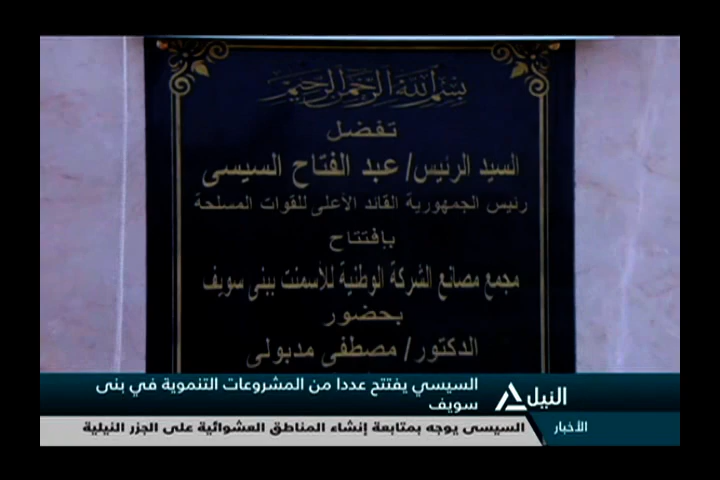 بسم الله الرحمن الرحيم
تفضل
السيد الرئيس/ عبد الفتاح السيسى
رئيس الجمهورية القائد الأعلى للقوات المسلحة
بإفتتاح
مجمع مصانع الشركة الوطنية للأسمنت ببنى سويف
بحضور
الدكتور/ مصطفى مدبولى
السيسي يفتتح عددا من المشروعات التنموية في بنى
سويف
النيل
الأخبار
السيسى يوجه بمتابعة إنشاء المناطق العشوائية على الجزر النيلية